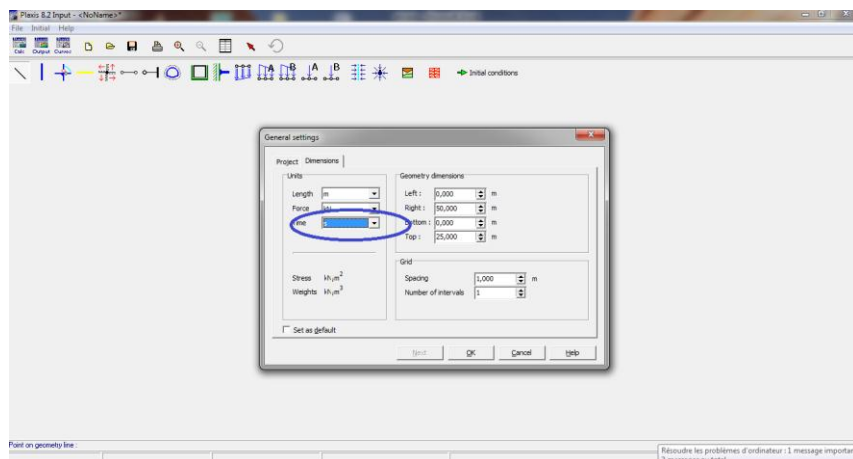 Plaxis 8.2 Input - <NoName>*
File Initial Help
Calc Output Curves
A B A B Initial conditions
General settings
Project Dimensions
Units
Length m
Force kN
Time s
Stress kN/m²
Weights kN/m³
Geometry dimensions
Left : 0,000 m
Right : 50,000 m
Bottom : 0,000 m
Top : 25,000 m
Grid
Spacing 1,000 m
Number of intervals 1
Set as default
Next OK Cancel Help
Point on geometry line :
Résoudre les problèmes d'ordinateur : 1 message importan